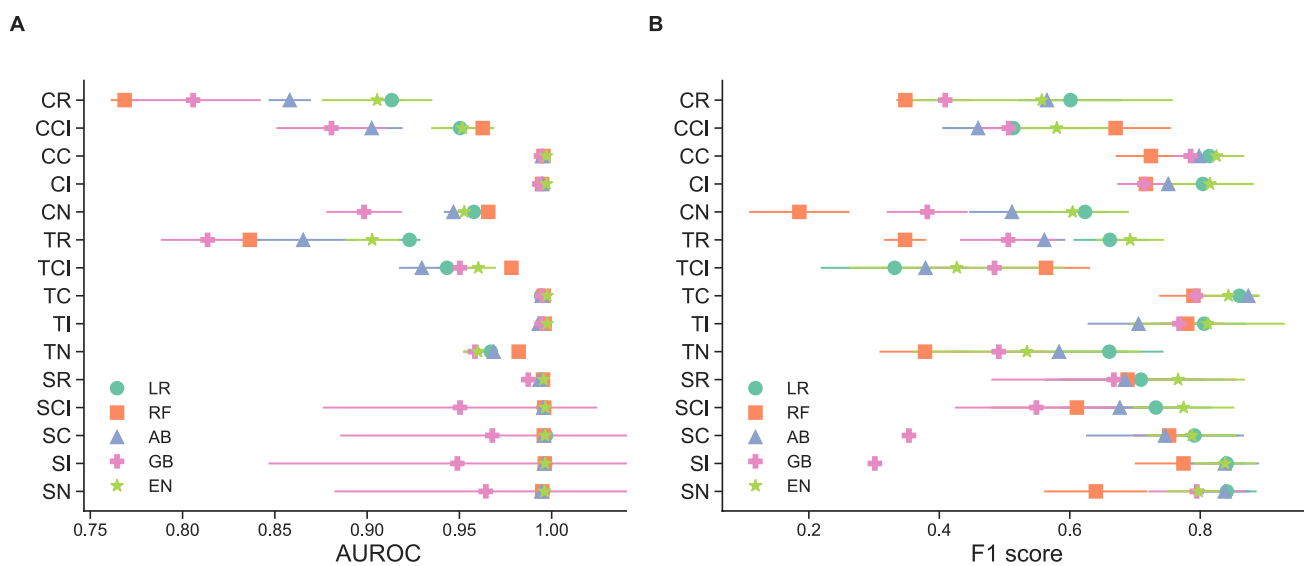 A
CR
CCI
CC
CI
CN
TR
TCI
TC
TI
TN
SR
SCI
SC
SI
SN
LR
RF
AB
GB
EN
0.75 0.80 0.85 0.90 0.95 1.00
AUROC
B
CR
CCI
CC
CI
CN
TR
TCI
TC
TI
TN
SR
SCI
SC
SI
SN
LR
RF
AB
GB
EN
0.2 0.4 0.6 0.8
F1 score